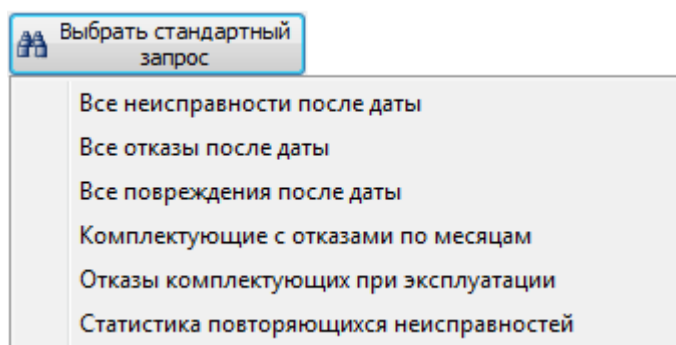 Выбрать стандартный
запрос
Все неисправности после даты
Все отказы после даты
Все повреждения после даты
Комплектующие с отказами по месяцам
Отказы комплектующих при эксплуатации
Статистика повторяющихся неисправностей